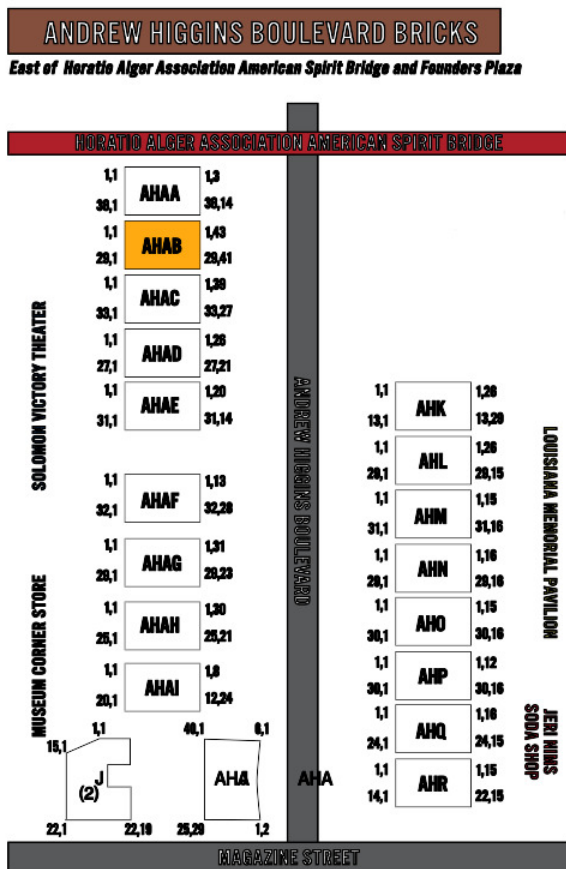 ANDREW HIGGINS BOULEVARD BRICKS
East of Horatio Alger Association American Spirit Bridge and Founders Plaza
HORATIO ALGER ASSOCIATION AMERICAN SPIRIT BRIDGE
1,1 AHAA 1,3
38,1 38,14
1,1 AHAB 1,43
29,1 29,41
1,1 AHAC 1,39
33,1 33,27
1,1 AHAD 1,26
27,1 27,21
1,1 AHAE 1,20
31,1 31,14
1,1 AHAF 1,13
32,1 32,28
1,1 AHAG 1,31
29,1 29,23
1,1 AHAH 1,30
25,1 25,21
1,1 AHAI 1,8
20,1 12,24
SOLOMON VICTORY THEATER
MUSEUM CORNER STORE
1,1
15,1
J
(2)
22,1 22,19
40,1 6,1
25,29 1,2
AHA
ANDREW HIGGINS BOULEVARD
1,1 AHK 1,26
13,1 13,29
1,1 AHL 1,26
29,1 29,15
1,1 AHM 1,15
31,1 31,16
1,1 AHN 1,16
29,1 29,16
1,1 AHO 1,15
30,1 30,16
1,1 AHP 1,12
30,1 30,16
1,1 AHQ 1,16
24,1 24,15
1,1 AHR 1,15
14,1 22,15
LOUISIANA MEMORIAL PAVILION
JERI NIMS
SODA SHOP
MAGAZINE STREET